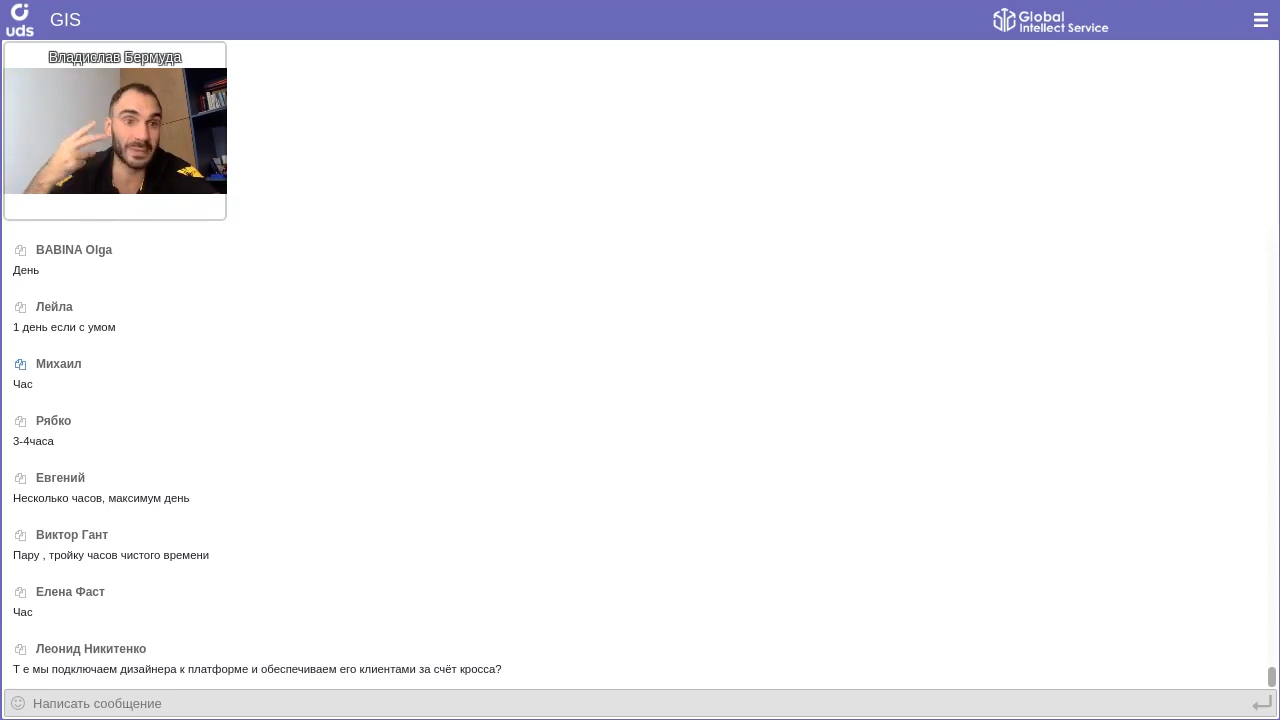 uds
GIS
Global
Intellect Service
Владислав Бермуда
BABINA Olga
День
Лейла
1 день если с умом
Михаил
Час
Рябко
3-4часа
Евгений
Несколько часов, максимум день
Виктор Гант
Пару , тройку часов чистого времени
Елена Фаст
Час
Леонид Никитенко
Т е мы подключаем дизайнера к платформе и обеспечиваем его клиентами за счёт кросса?
Написать сообщение